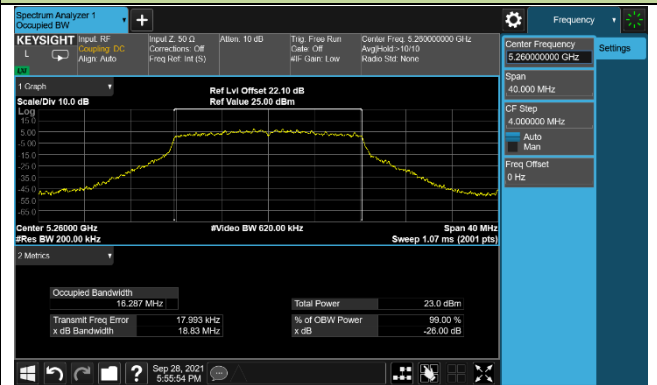 Spectrum Analyzer 1
Occupied BW
Frequency
KEYSIGHT
L
LXI
Input: RF
Coupling: DC
Align: Auto
Input Z: 50 Ω
Corrections: Off
Freq Ref: Int (S)
Atten: 10 dB
Trig: Free Run
Gate: Off
#IF Gain: Low
Center Freq: 5.260000000 GHz
Avg|Hold:>10/10
Radio Std: None
Center Frequency
5.260000000 GHz
Settings
Span
40.000 MHz
CF Step
4.000000 MHz
Auto
Man
Freq Offset
0 Hz
1 Graph
Scale/Div 10.0 dB
Ref Lvl Offset 22.10 dB
Ref Value 25.00 dBm
Log
15.0
5.00
-5.00
-15.0
-25.0
-35.0
-45.0
-55.0
-65.0
Center 5.26000 GHz
#Res BW 200.00 kHz
#Video BW 620.00 kHz
Span 40 MHz
Sweep 1.07 ms (2001 pts)
2 Metrics
Occupied Bandwidth
16.287 MHz
Total Power 23.0 dBm
Transmit Freq Error 17.993 kHz
% of OBW Power 99.00 %
x dB Bandwidth 18.83 MHz
x dB -26.00 dB
?
Sep 28, 2021
5:55:54 PM